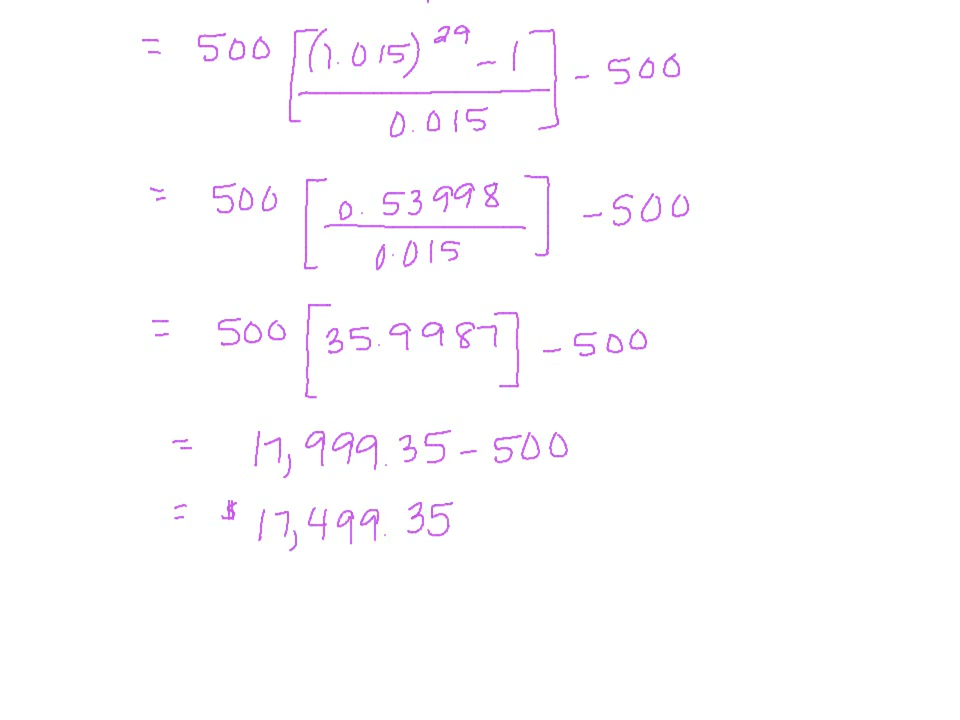 = 500 [ (1.015)^29 - 1 / 0.015 ] - 500
= 500 [ 0.53998 / 0.015 ] - 500
= 500 [ 35.9987 ] - 500
= 17,999.35 - 500
= $ 17,499.35